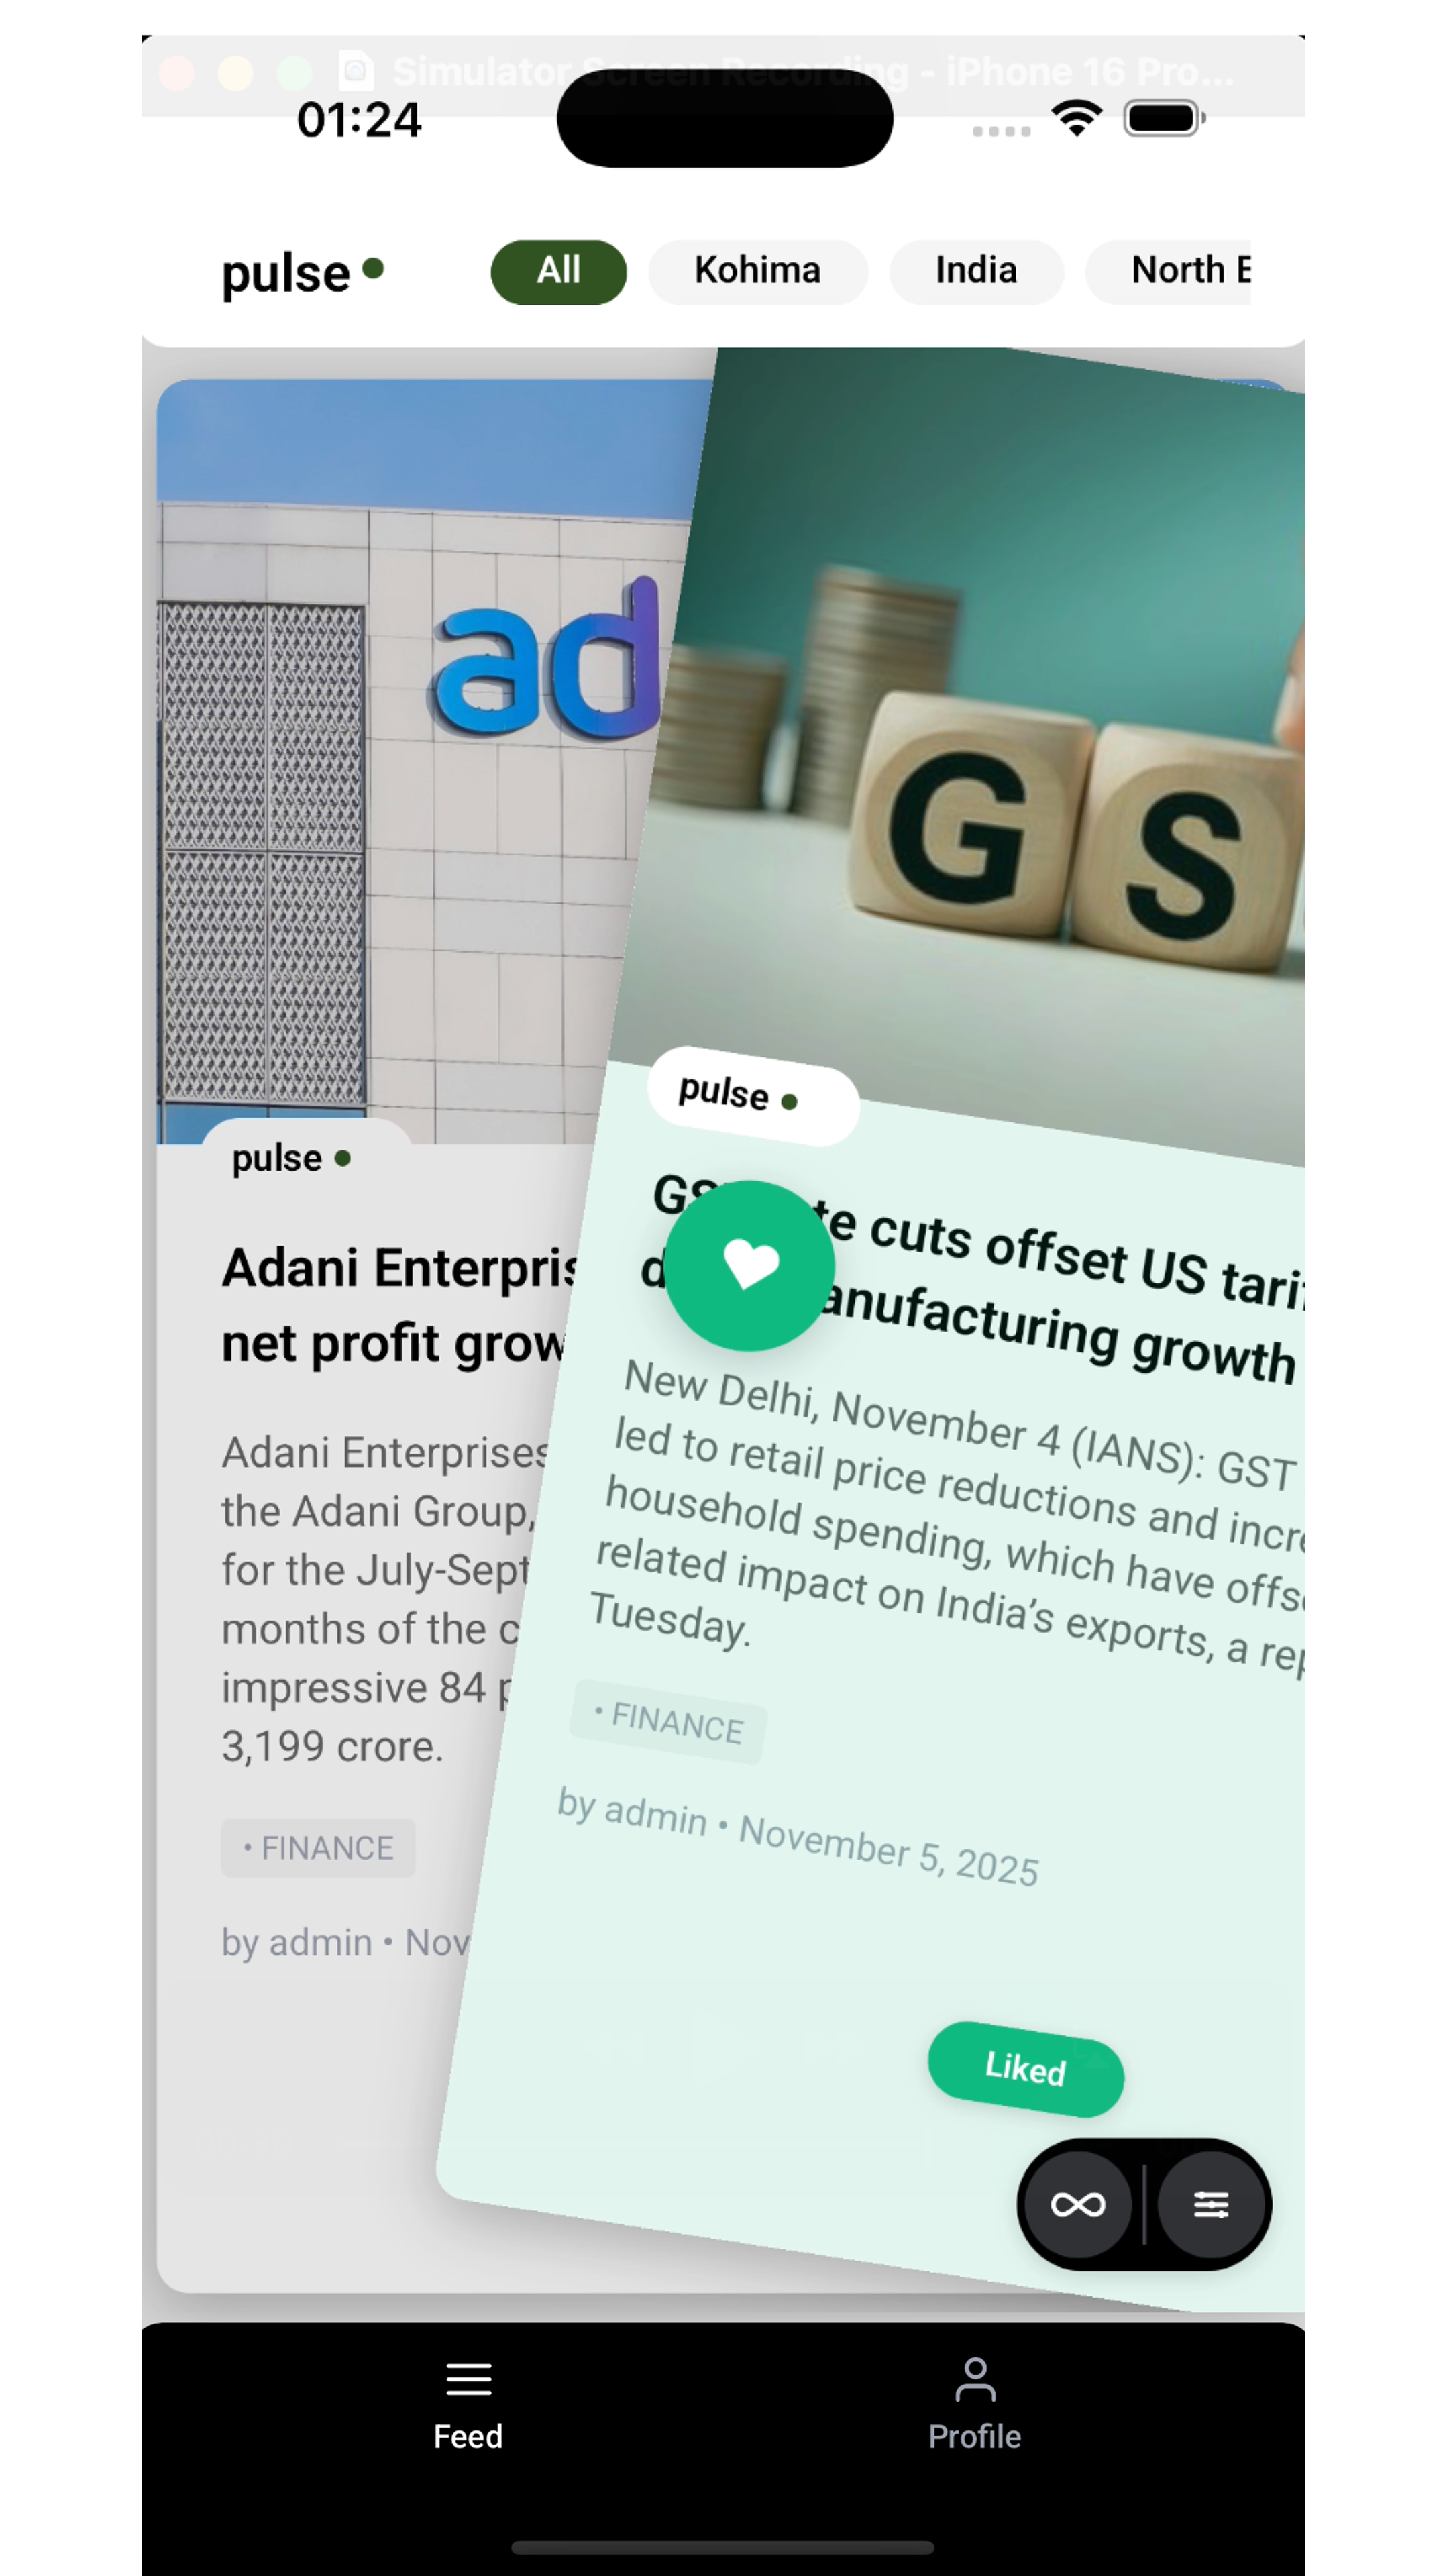 Simulator Screen Recording - iPhone 16 Pro...
01:24
pulse
All
Kohima
India
North E
ad
pulse
Adani Enterpris
net profit grow
Adani Enterprises
the Adani Group,
for the July-Sept
months of the c
impressive 84 p
3,199 crore.
• FINANCE
by admin • Nov
G S
pulse
GS te cuts offset US tarif
d anufacturing growth
New Delhi, November 4 (IANS): GST
led to retail price reductions and incre
household spending, which have offs
related impact on India’s exports, a rep
Tuesday.
• FINANCE
by admin • November 5, 2025
Liked
Feed
Profile